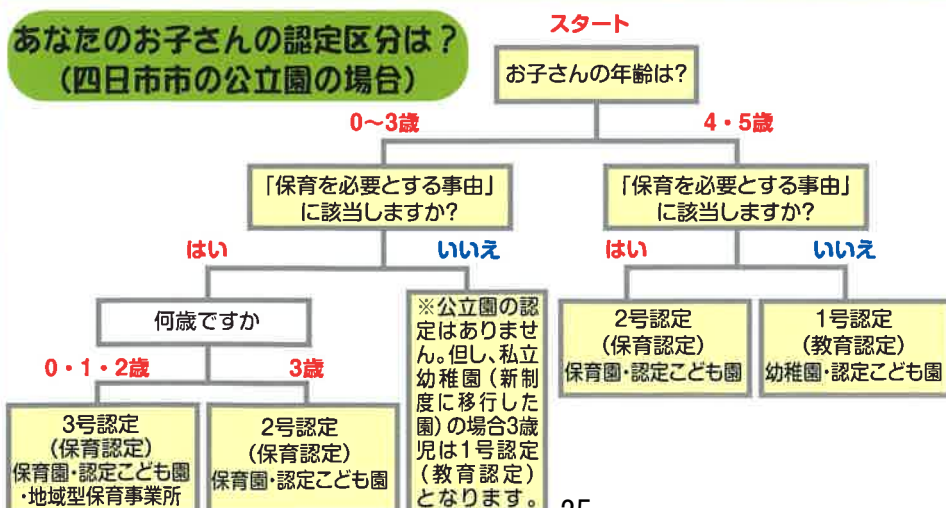 あなたのお子さんの認定区分は？
(四日市市の公立園の場合)
スタート
お子さんの年齢は?
0～3歳
4・5歳
「保育を必要とする事由」
に該当しますか?
「保育を必要とする事由」
に該当しますか?
はい
いいえ
はい
いいえ
何歳ですか
0・1・2歳
3歳
3号認定
(保育認定)
保育園・認定こども園
・地域型保育事業所
2号認定
(保育認定)
保育園・認定こども園
※公立園の認
定はありませ
ん。但し、私立
幼稚園(新制
度に移行した
園)の場合3歳
児は1号認定
(教育認定)
となります。
2号認定
(保育認定)
保育園・認定こども園
1号認定
(教育認定)
幼稚園・認定こども園